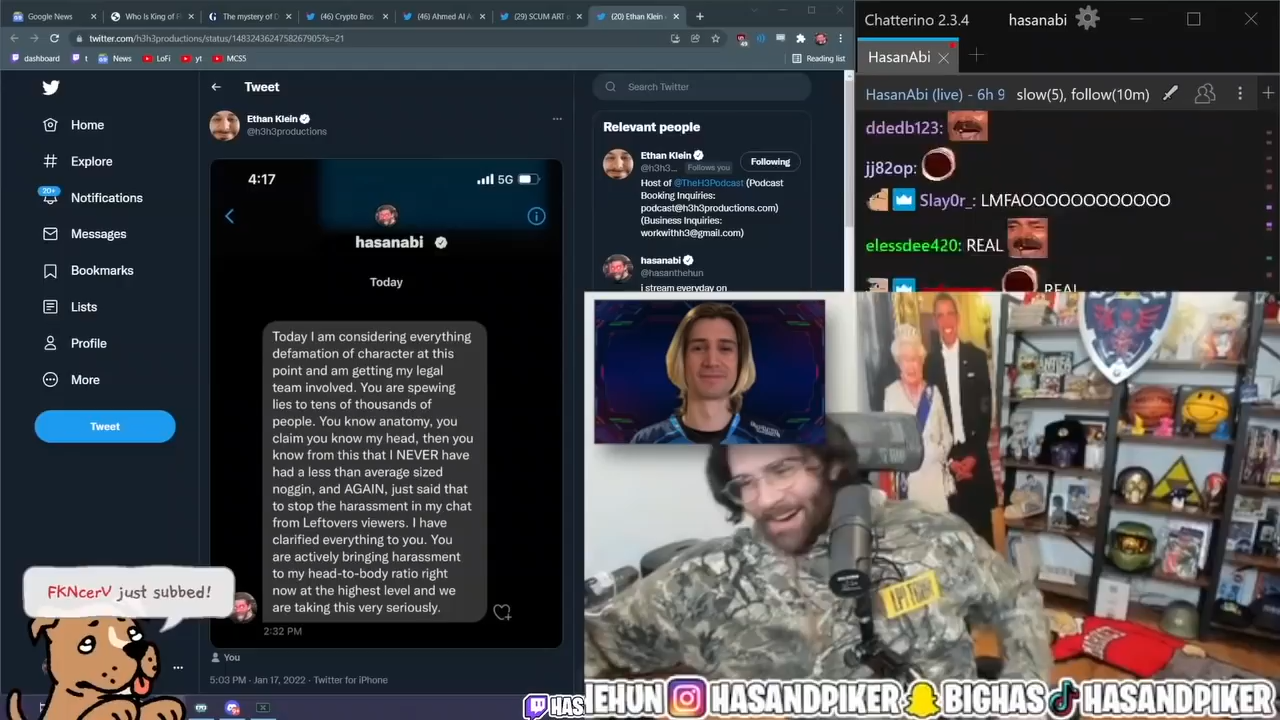 Google News
Who Is King of F
The mystery of D
(46) Crypto Bros
(46) Ahmed Al A
(29) SCUM ART o
(20) Ethan Klein
twitter.com/h3h3productions/status/1483243624758267905?s=21
dashboard
t
News
LoFi
yt
MCS5
Reading list
Home
Explore
20+
Notifications
Messages
Bookmarks
Lists
Profile
More
Tweet
Tweet
Ethan Klein
@h3h3productions
4:17
5G
hasanabi
Today
Today I am considering everything
defamation of character at this
point and am getting my legal
team involved. You are spewing
lies to tens of thousands of
people. You know anatomy, you
claim you know my head, then you
know from this that I NEVER have
had a less than average sized
noggin, and AGAIN, just said that
to stop the harassment in my chat
from Leftovers viewers. I have
clarified everything to you. You
are actively bringing harassment
to my head-to-body ratio right
now at the highest level and we
are taking this very seriously.
2:32 PM
You
5:03 PM · Jan 17, 2022 · Twitter for iPhone
Search Twitter
Relevant people
Ethan Klein
@h3h3... Follows you
Following
Host of @TheH3Podcast (Podcast
Booking Inquiries:
podcast@h3h3productions.com)
(Business Inquiries:
workwithh3@gmail.com)
hasanabi
@hasanthehun
i stream everyday on
Chatterino 2.3.4
hasanabi
HasanAbi
HasanAbi (live) - 6h 9
slow(5), follow(10m)
ddedb123:
jj82op:
Slay0r_: LMFAOOOOOOOOOOOO
elessdee420: REAL
REAL
FKNcerV just subbed!
HAS
HEHUN
HASANDPIKER
BIGHAS
HASANDPIKER